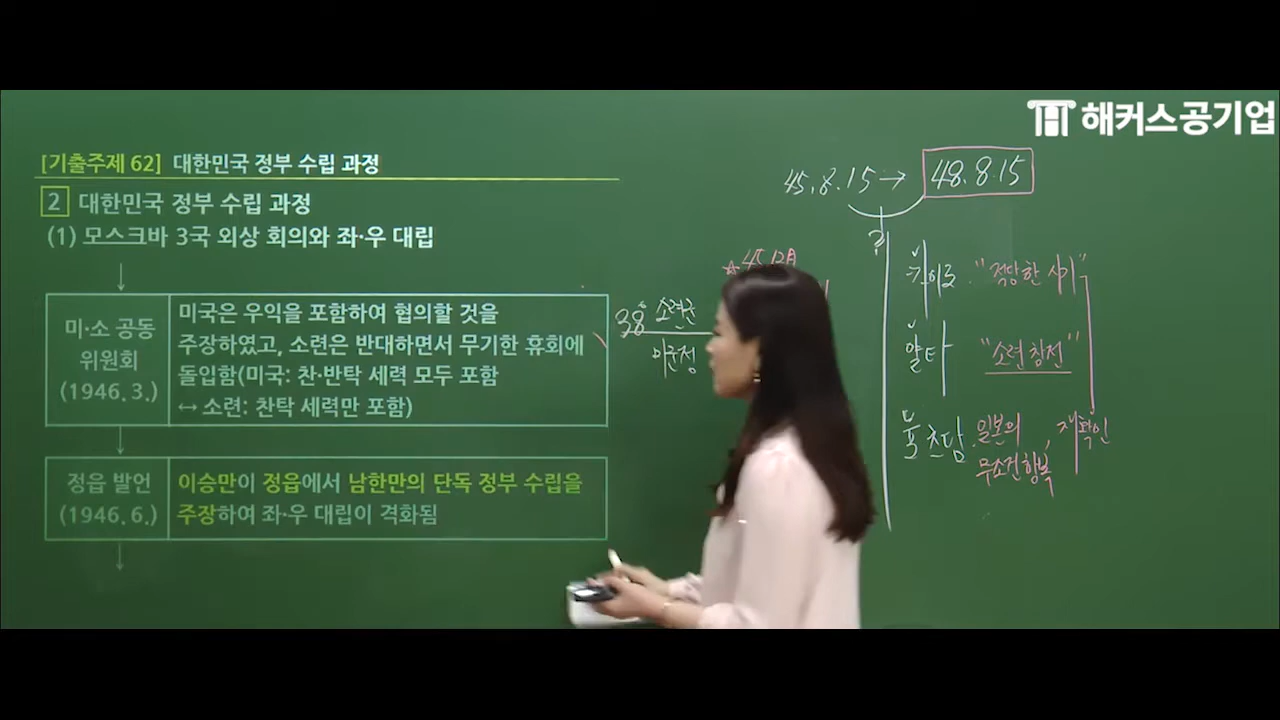 해커스공기업
[기출주제 62] 대한민국 정부 수립 과정
2 대한민국 정부 수립 과정
(1) 모스크바 3국 외상 회의와 좌·우 대립
↓
미·소 공동
위원회
(1946. 3.)
미국은 우익을 포함하여 협의할 것을
주장하였고, 소련은 반대하면서 무기한 휴회에
돌입함(미국: 찬·반탁 세력 모두 포함
↔ 소련: 찬탁 세력만 포함)
↓
정읍 발언
(1946. 6.)
이승만이 정읍에서 남한만의 단독 정부 수립을
주장하여 좌·우 대립이 격화됨
↓
☆ 45.12月
38° 소련군
미군정
45.8.15 → 48.8.15
?
카이로. "적당한 시기"
얄타 "소련 참전"
포츠담. 일본의
무조건 항복, 재확인